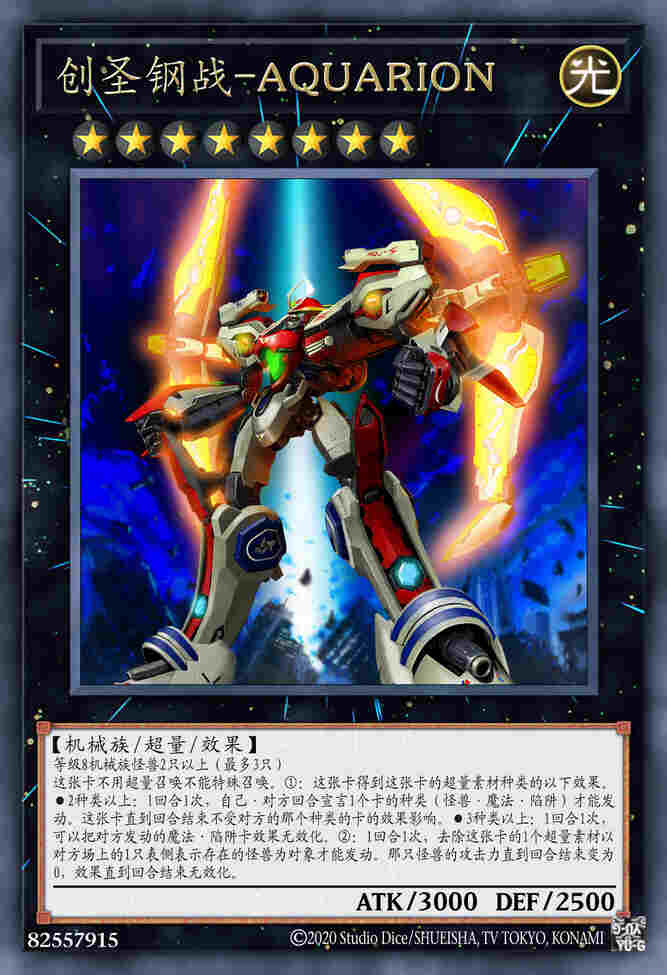 创圣钢战-AQUARION
光
【机械族/超量/效果】
等级8机械族怪兽2只以上（最多3只）
这张卡不用超量召唤不能特殊召唤。①：这张卡得到这张卡的超量素材种类的以下效果。
●2种类以上：1回合1次，自己·对方回合宣言1个卡的种类（怪兽·魔法·陷阱）才能发
动。这张卡直到回合结束不受对方的那个种类的卡的效果影响。●3种类以上：1回合1次，
可以把对方发动的魔法·陷阱卡效果无效化。②：1回合1次，去除这张卡的1个超量素材以
对方场上的1只表侧表示存在的怪兽为对象才能发动。那只怪兽的攻击力直到回合结束变为
0，效果直到回合结束无效化。
ATK/3000 DEF/2500
82557915
©2020 Studio Dice/SHUEISHA, TV TOKYO, KONAMI